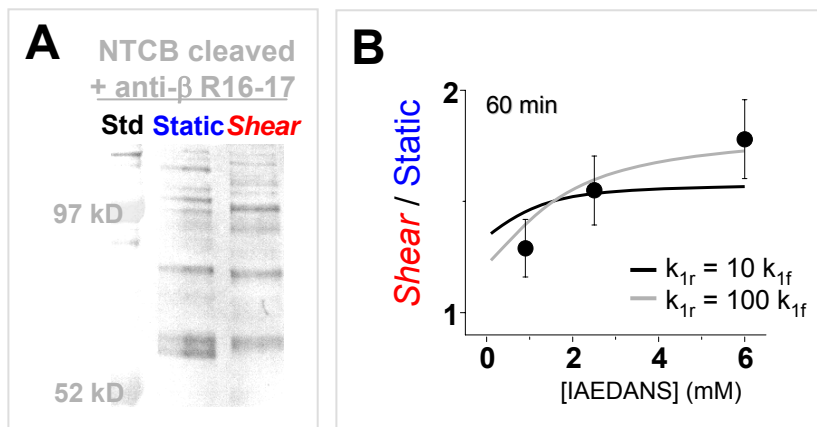 A
NTCB cleaved
+ anti-β R16-17
Std Static Shear
97 kD
52 kD
B
2
60 min
Shear / Static
k1r = 10 k1f
k1r = 100 k1f
1
0 2 4 6
[IAEDANS] (mM)